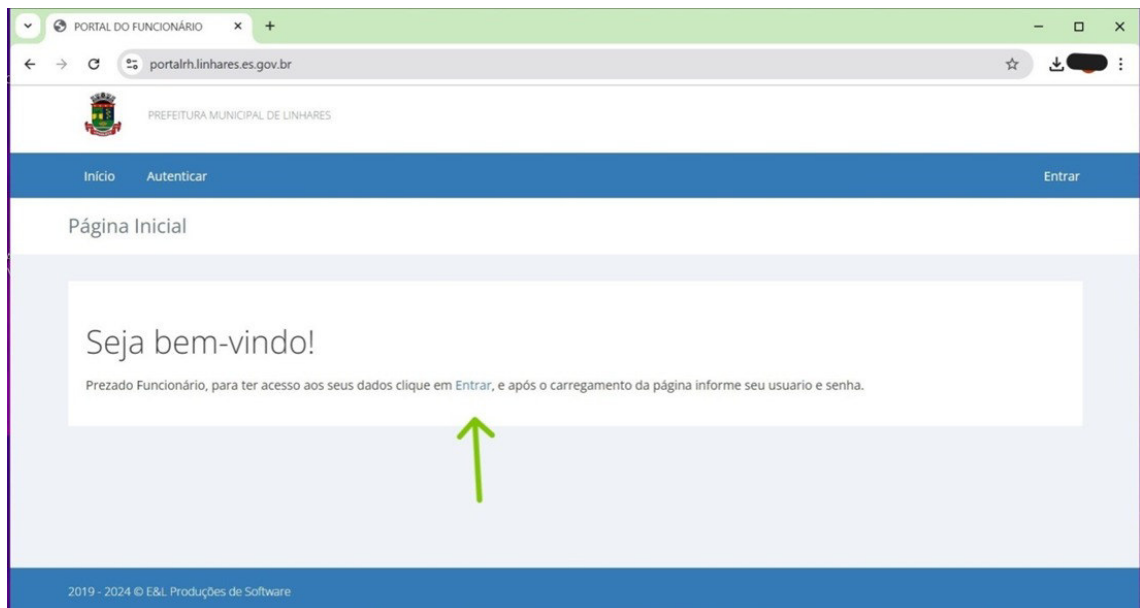 PORTAL DO FUNCIONÁRIO
portalrh.linhares.es.gov.br
PREFEITURA MUNICIPAL DE LINHARES
Início Autenticar Entrar
Página Inicial
Seja bem-vindo!
Prezado Funcionário, para ter acesso aos seus dados clique em Entrar, e após o carregamento da página informe seu usuario e senha.
2019 - 2024 © E&L Produções de Software